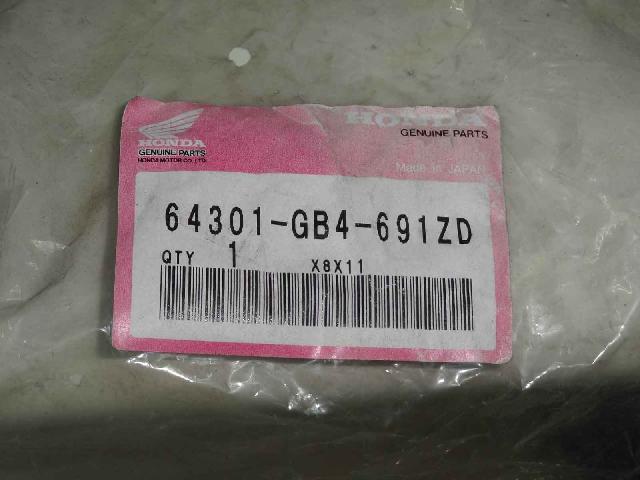 HONDA
GENUINE PARTS
HONDA MOTOR CO., LTD.
HONDA
GENUINE PARTS
Made in JAPAN
64301-GB4-691ZD
QTY 1 X8X11